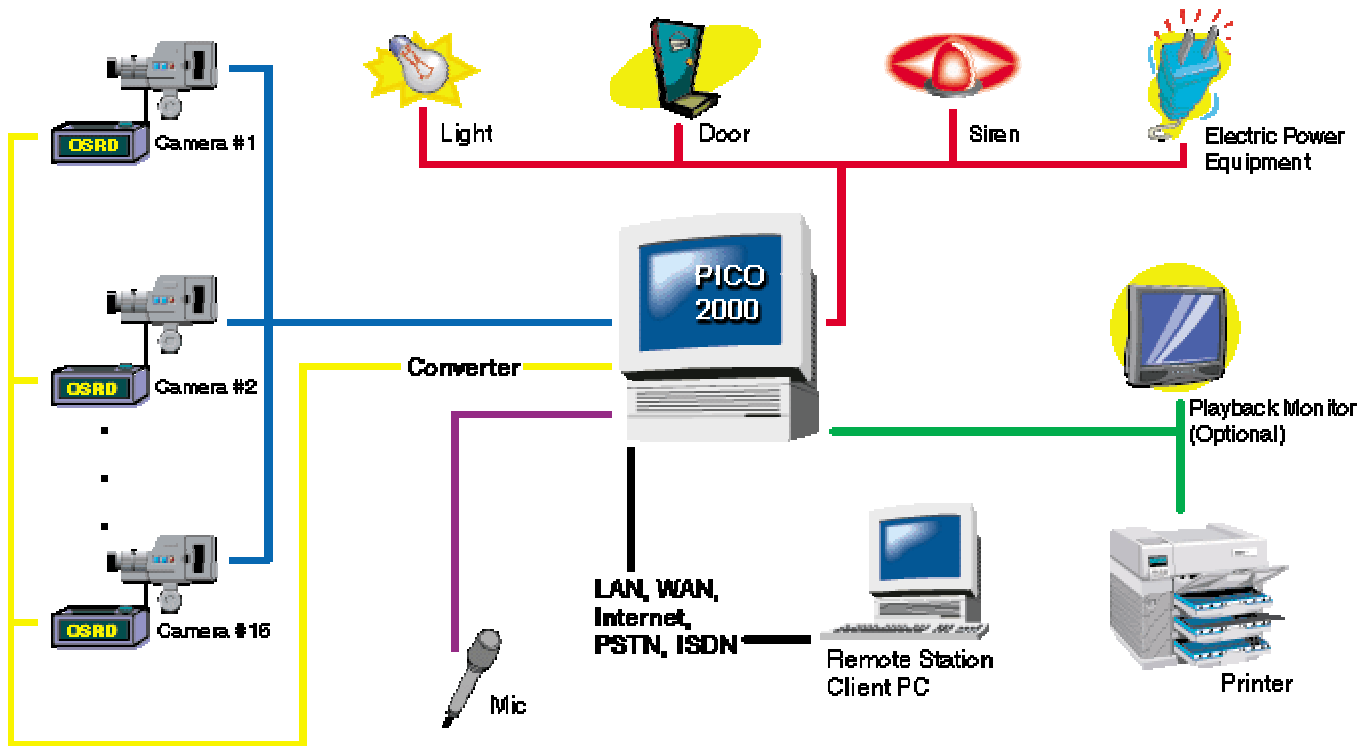 Light
Door
Siren
Electric Power
Equipment
OSRD
Camera #1
PICO
2000
OSRD
Camera #2
Converter
Playback Monitor
(Optional)
OSRD
Camera #16
LAN, WAN,
Internet,
PSTN, ISDN
Remote Station
Client PC
Mic
Printer